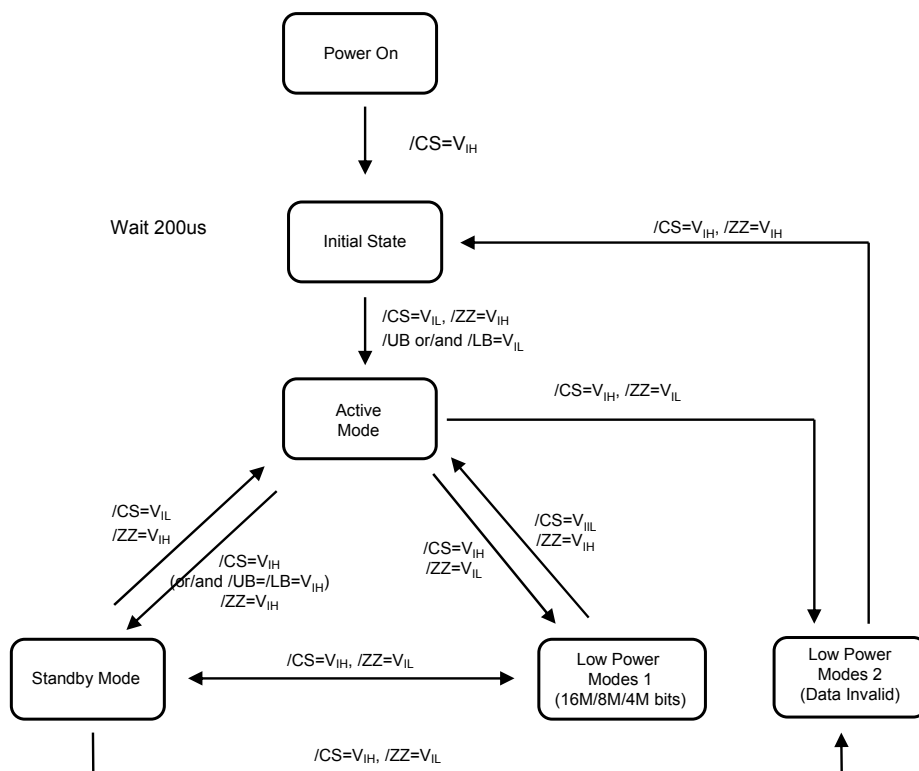 Power On
/CS=VIH
Wait 200us
Initial State
/CS=VIH, /ZZ=VIH
/CS=VIL, /ZZ=VIH
/UB or/and /LB=VIL
Active
Mode
/CS=VIH, /ZZ=VIL
/CS=VIL
/ZZ=VIH
/CS=VIH
(or/and /UB=/LB=VIH)
/ZZ=VIH
/CS=VIH
/ZZ=VIL
/CS=VIIL
/ZZ=VIH
Standby Mode
/CS=VIH, /ZZ=VIL
Low Power
Modes 1
(16M/8M/4M bits)
Low Power
Modes 2
(Data Invalid)
/CS=VIH, /ZZ=VIL